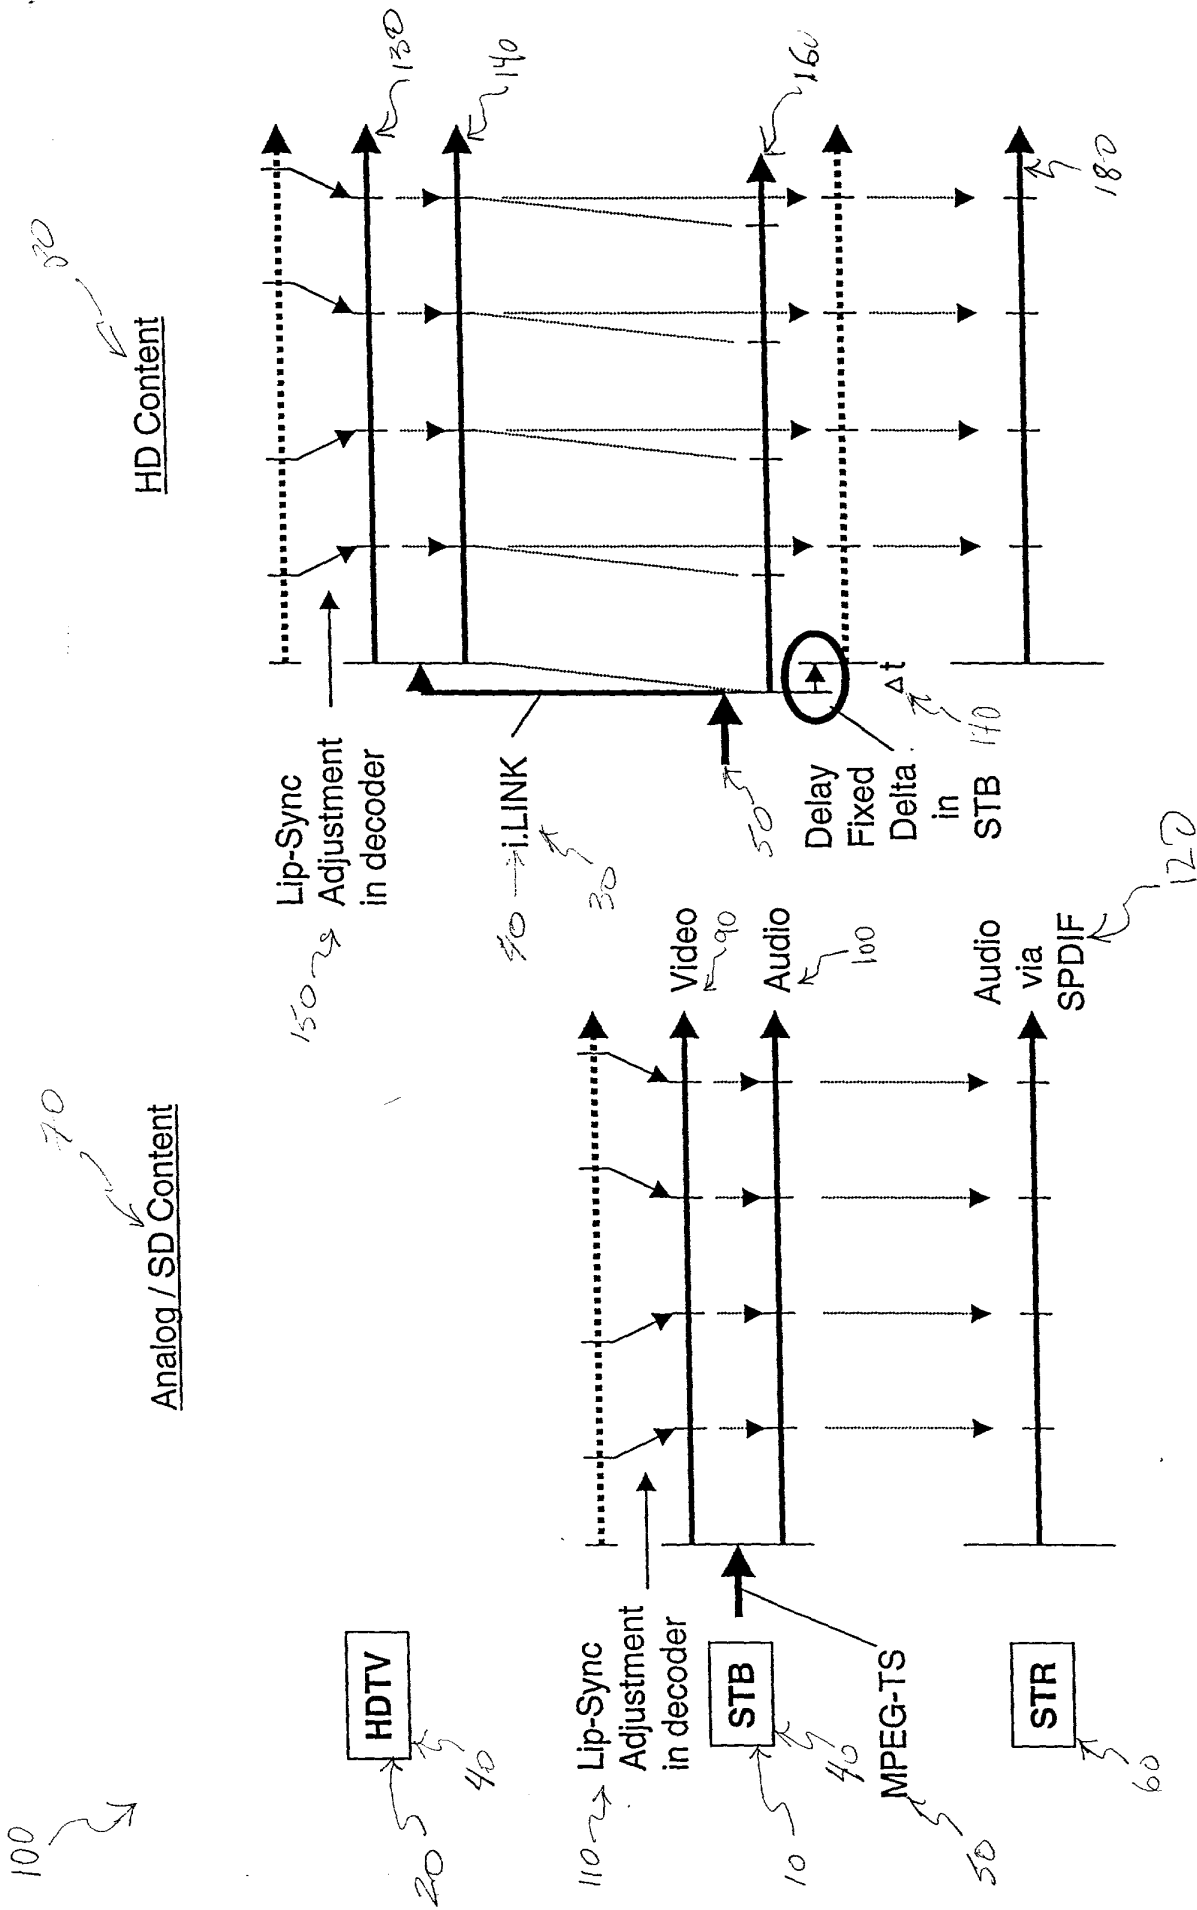 100
70
Analog / SD Content
80
HD Content
HDTV
20
40
110
Lip-Sync
Adjustment
in decoder
STB
10
40
MPEG-TS
50
STR
60
Video
90
Audio
100
Audio
via
SPDIF
120
150
Lip-Sync
Adjustment
in decoder
40
i.LINK
30
50
Delay
Fixed
Delta
in
STB
Δt
170
130
140
160
180